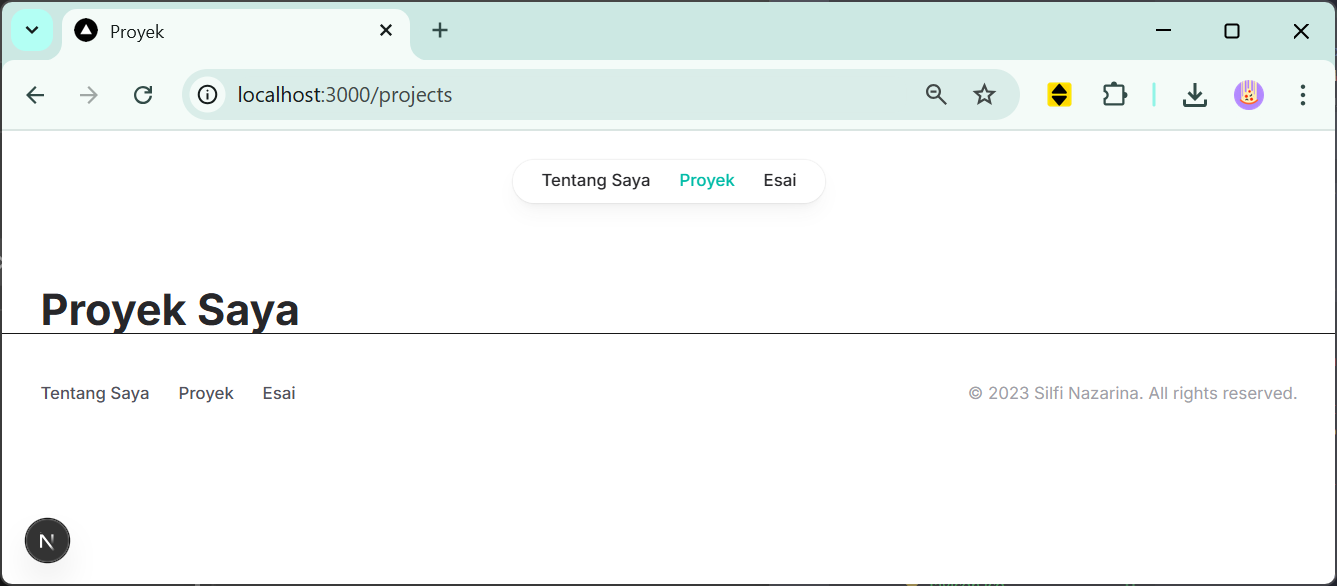 Proyek
localhost:3000/projects
Tentang Saya Proyek Esai
Proyek Saya
Tentang Saya Proyek Esai
© 2023 Silfi Nazarina. All rights reserved.
N